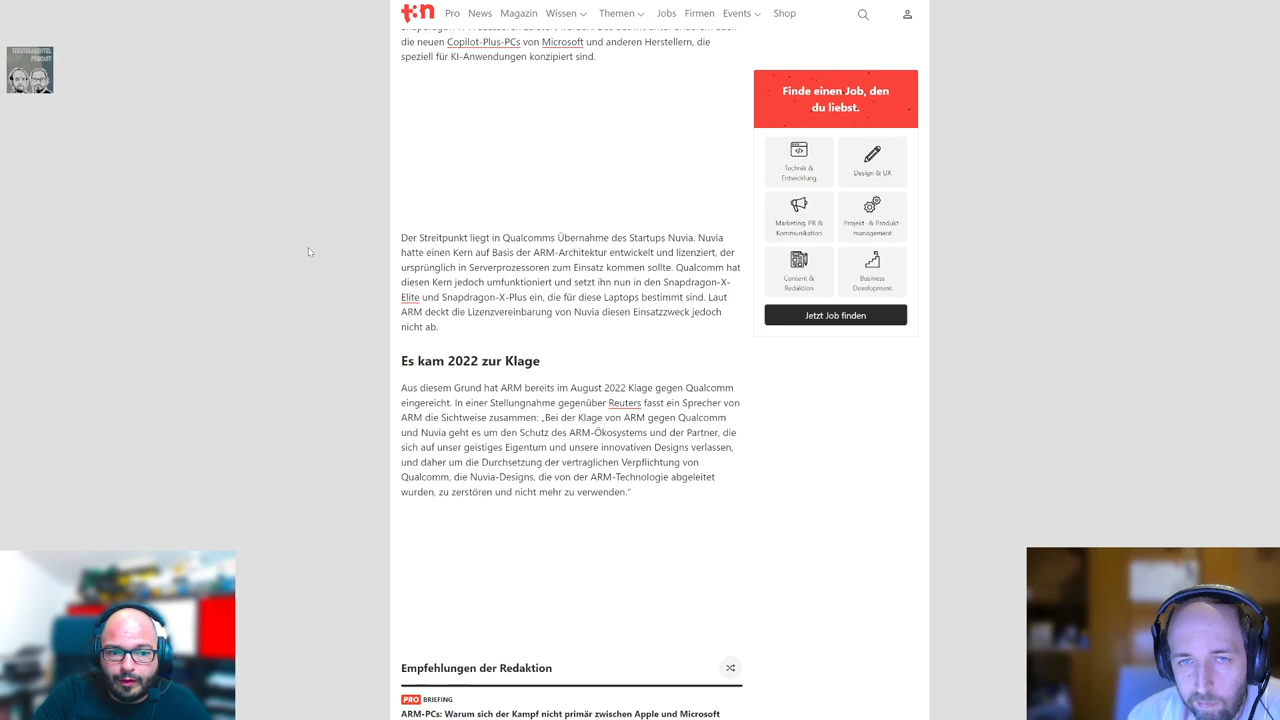 t3n Pro News Magazin Wissen Themen Jobs Firmen Events Shop
TECHTELMECHTEL
PODCAST
die neuen Copilot-Plus-PCs von Microsoft und anderen Herstellern, die
speziell für KI-Anwendungen konzipiert sind.
Finde einen Job, den
du liebst.
Technik &
Entwicklung
Design & UX
Marketing, PR &
Kommunikation
Projekt- & Produkt-
management
Content &
Redaktion
Business
Development
Jetzt Job finden
Der Streitpunkt liegt in Qualcomms Übernahme des Startups Nuvia. Nuvia
hatte einen Kern auf Basis der ARM-Architektur entwickelt und lizenziert, der
ursprünglich in Serverprozessoren zum Einsatz kommen sollte. Qualcomm hat
diesen Kern jedoch umfunktioniert und setzt ihn nun in den Snapdragon-X-
Elite und Snapdragon-X-Plus ein, die für diese Laptops bestimmt sind. Laut
ARM deckt die Lizenzvereinbarung von Nuvia diesen Einsatzzweck jedoch
nicht ab.
Es kam 2022 zur Klage
Aus diesem Grund hat ARM bereits im August 2022 Klage gegen Qualcomm
eingereicht. In einer Stellungnahme gegenüber Reuters fasst ein Sprecher von
ARM die Sichtweise zusammen: „Bei der Klage von ARM gegen Qualcomm
und Nuvia geht es um den Schutz des ARM-Ökosystems und der Partner, die
sich auf unser geistiges Eigentum und unsere innovativen Designs verlassen,
und daher um die Durchsetzung der vertraglichen Verpflichtung von
Qualcomm, die Nuvia-Designs, die von der ARM-Technologie abgeleitet
wurden, zu zerstören und nicht mehr zu verwenden.“
Empfehlungen der Redaktion
PRO BRIEFING
ARM-PCs: Warum sich der Kampf nicht primär zwischen Apple und Microsoft